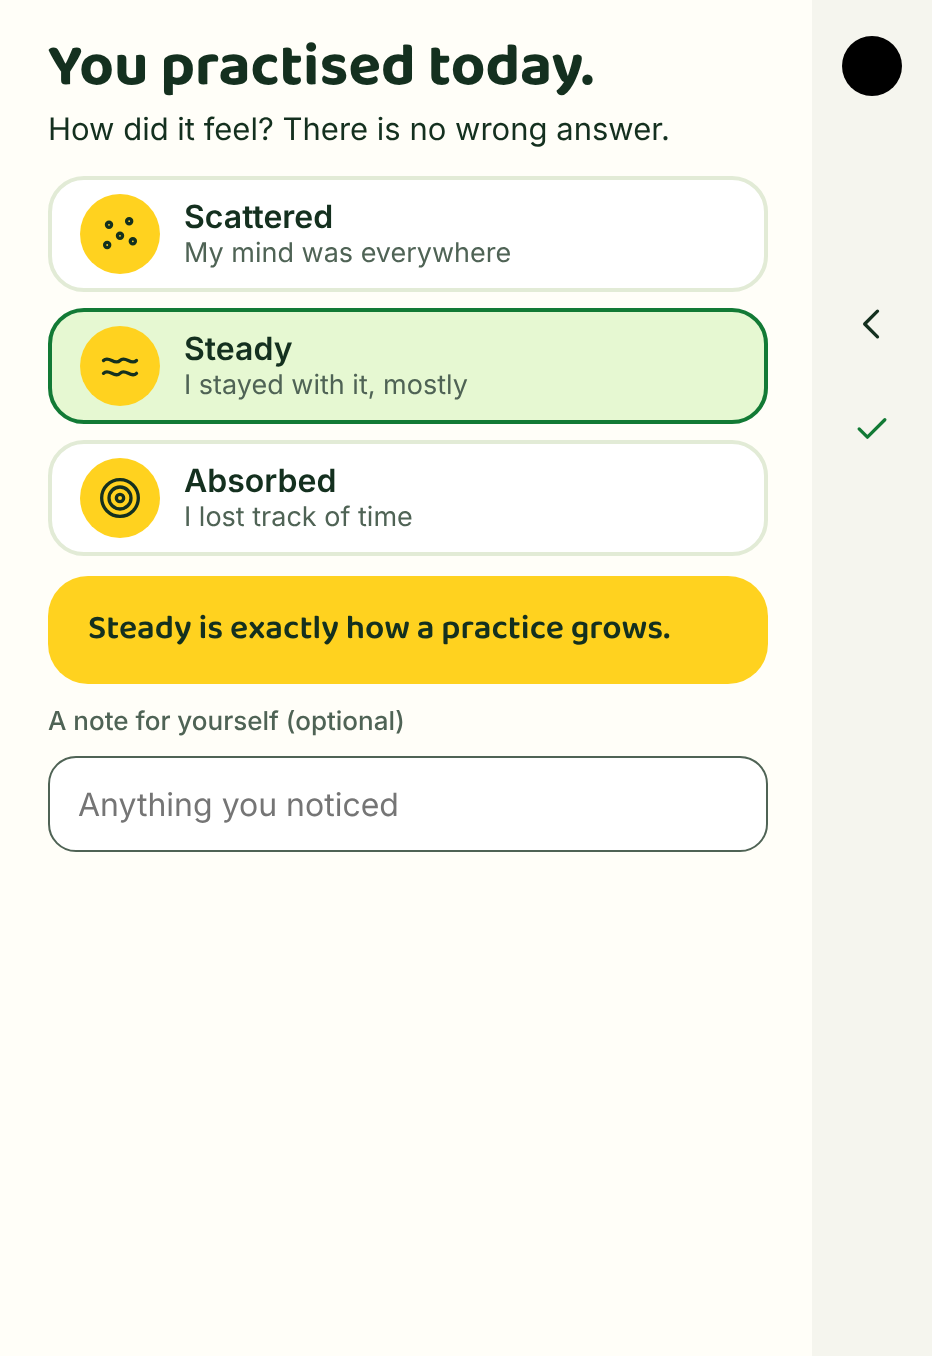 You practised today.
How did it feel? There is no wrong answer.
Scattered
My mind was everywhere
Steady
I stayed with it, mostly
Absorbed
I lost track of time
Steady is exactly how a practice grows.
A note for yourself (optional)
Anything you noticed